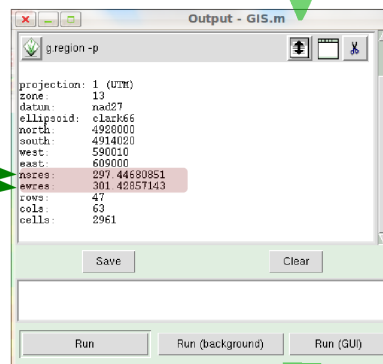 Output - GIS.m
g.region -p
projection: 1 (UTM)
zone: 13
datum: nad27
ellipsoid: clark66
north: 4928000
south: 4914020
west: 590010
east: 609000
nsres: 297.44680851
ewres: 301.42857143
rows: 47
cols: 63
cells: 2961
Save Clear
Run Run (background) Run (GUI)